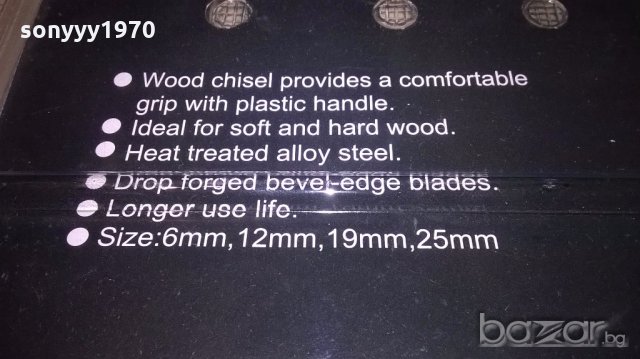 sonyyy1970
● Wood chisel provides a comfortable
grip with plastic handle.
● Ideal for soft and hard wood.
● Heat treated alloy steel.
● Drop forged bevel-edge blades.
● Longer use life.
● Size:6mm,12mm,19mm,25mm
bazar.bg